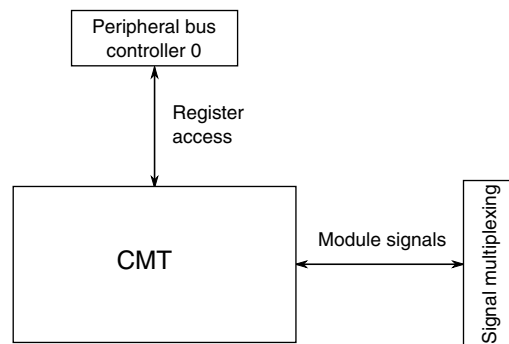 Peripheral bus
controller 0
Register
access
CMT
Module signals
Signal multiplexing